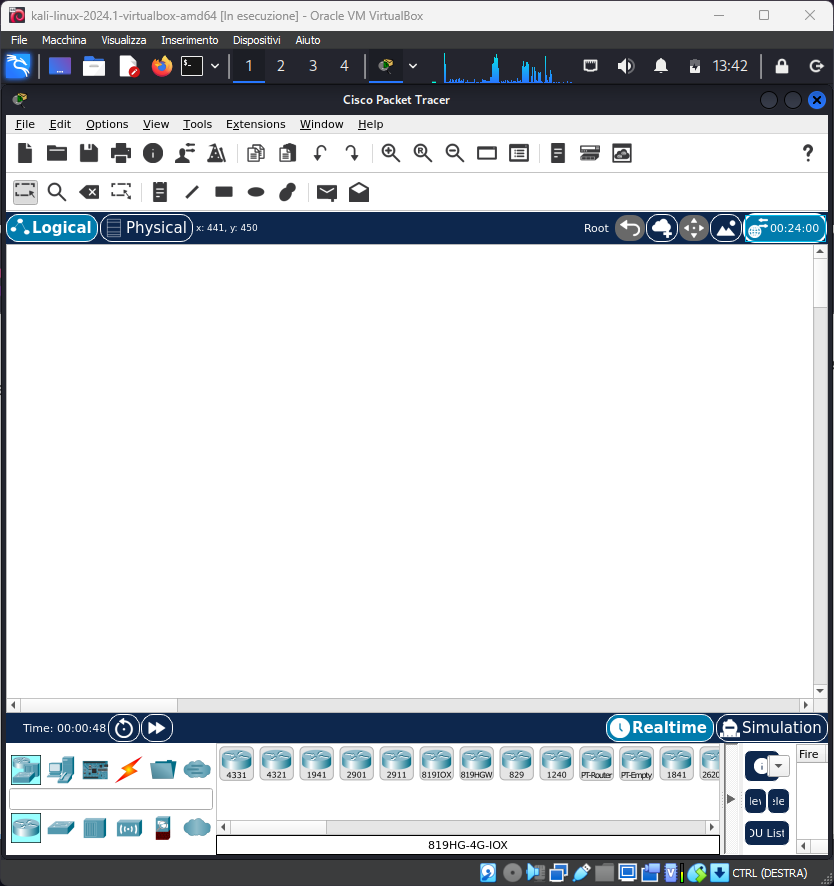 kali-linux-2024.1-virtualbox-amd64 [In esecuzione] - Oracle VM VirtualBox
File Macchina Visualizza Inserimento Dispositivi Aiuto
1 2 3 4 13:42
Cisco Packet Tracer
File Edit Options View Tools Extensions Window Help
Logical Physical x: 441, y: 450 Root 00:24:00
Time: 00:00:48 Realtime Simulation
4331 4321 1941 2901 2911 819IOX 819HGW 829 1240 PT-Router PT-Empty 1841 2620
Fire
OU List
819HG-4G-IOX
CTRL (DESTRA)